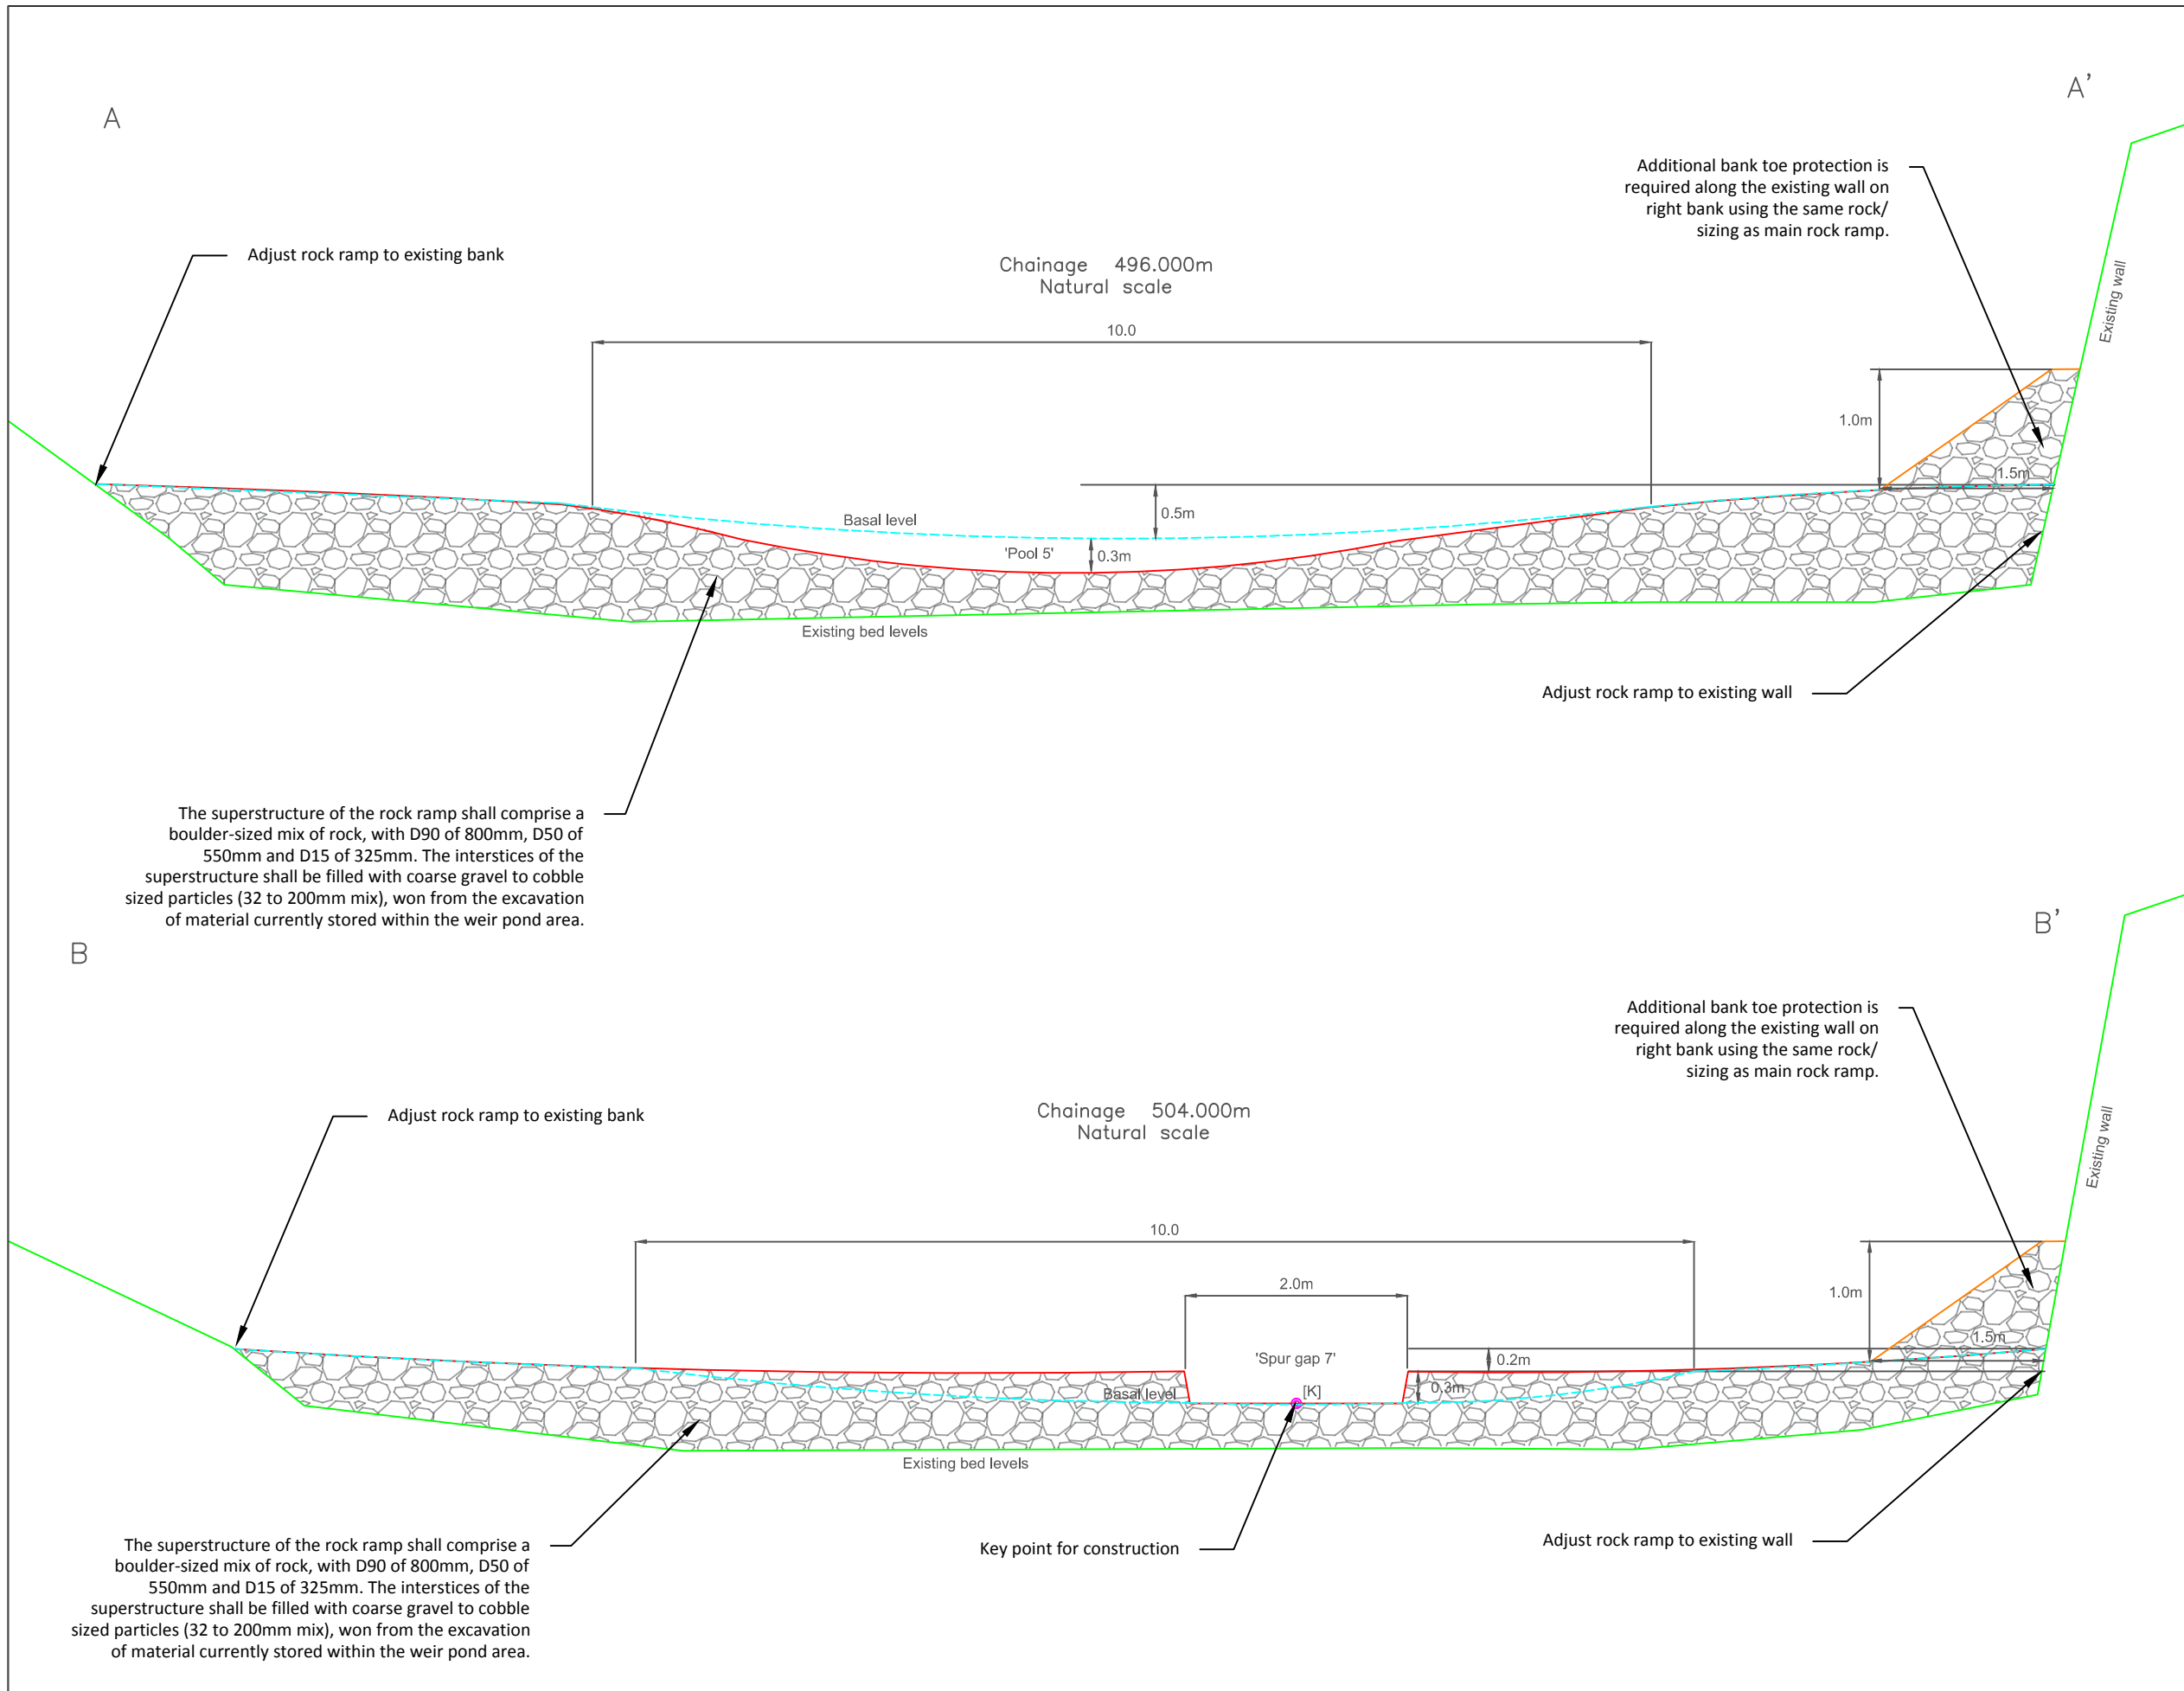 A
A'
Additional bank toe protection is
required along the existing wall on
right bank using the same rock/
sizing as main rock ramp.
Adjust rock ramp to existing bank
Chainage 496.000m
Natural scale
Existing wall
10.0
1.0m
1.5m
0.5m
Basal level
'Pool 5'
0.3m
Existing bed levels
Adjust rock ramp to existing wall
The superstructure of the rock ramp shall comprise a
boulder-sized mix of rock, with D90 of 800mm, D50 of
550mm and D15 of 325mm. The interstices of the
superstructure shall be filled with coarse gravel to cobble
sized particles (32 to 200mm mix), won from the excavation
of material currently stored within the weir pond area.
B
B'
Additional bank toe protection is
required along the existing wall on
right bank using the same rock/
sizing as main rock ramp.
Adjust rock ramp to existing bank
Chainage 504.000m
Natural scale
Existing wall
10.0
2.0m
1.0m
1.5m
'Spur gap 7'
0.2m
Basal level
[K]
0.3m
Existing bed levels
Key point for construction
Adjust rock ramp to existing wall
The superstructure of the rock ramp shall comprise a
boulder-sized mix of rock, with D90 of 800mm, D50 of
550mm and D15 of 325mm. The interstices of the
superstructure shall be filled with coarse gravel to cobble
sized particles (32 to 200mm mix), won from the excavation
of material currently stored within the weir pond area.